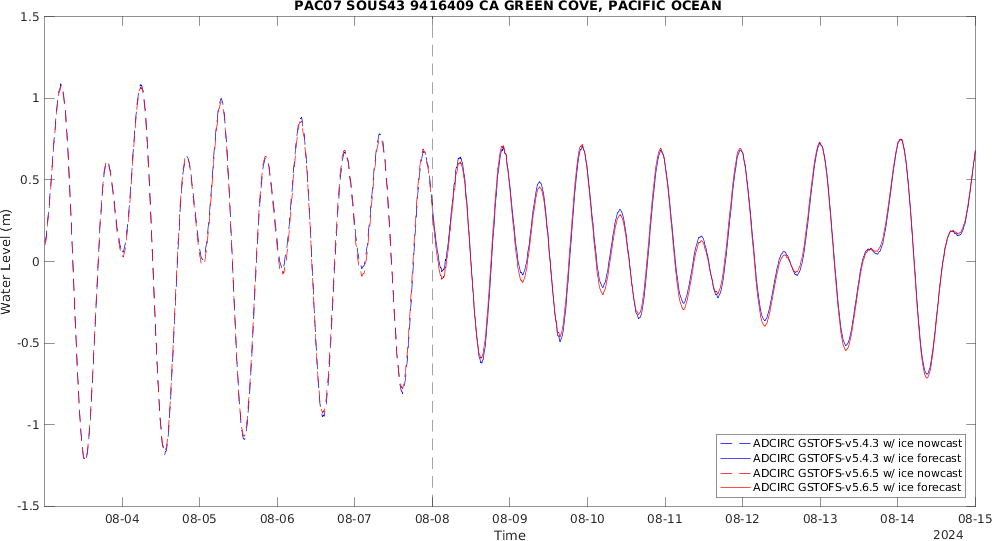 PAC07 SOUS43 9416409 CA GREEN COVE, PACIFIC OCEAN
1.5
1
0.5
0
-0.5
-1
-1.5
Water Level (m)
08-04 08-05 08-06 08-07 08-08 08-09 08-10 08-11 08-12 08-13 08-14 08-15
Time
2024
ADCIRC GSTOFS-v5.4.3 w/ ice nowcast
ADCIRC GSTOFS-v5.4.3 w/ ice forecast
ADCIRC GSTOFS-v5.6.5 w/ ice nowcast
ADCIRC GSTOFS-v5.6.5 w/ ice forecast